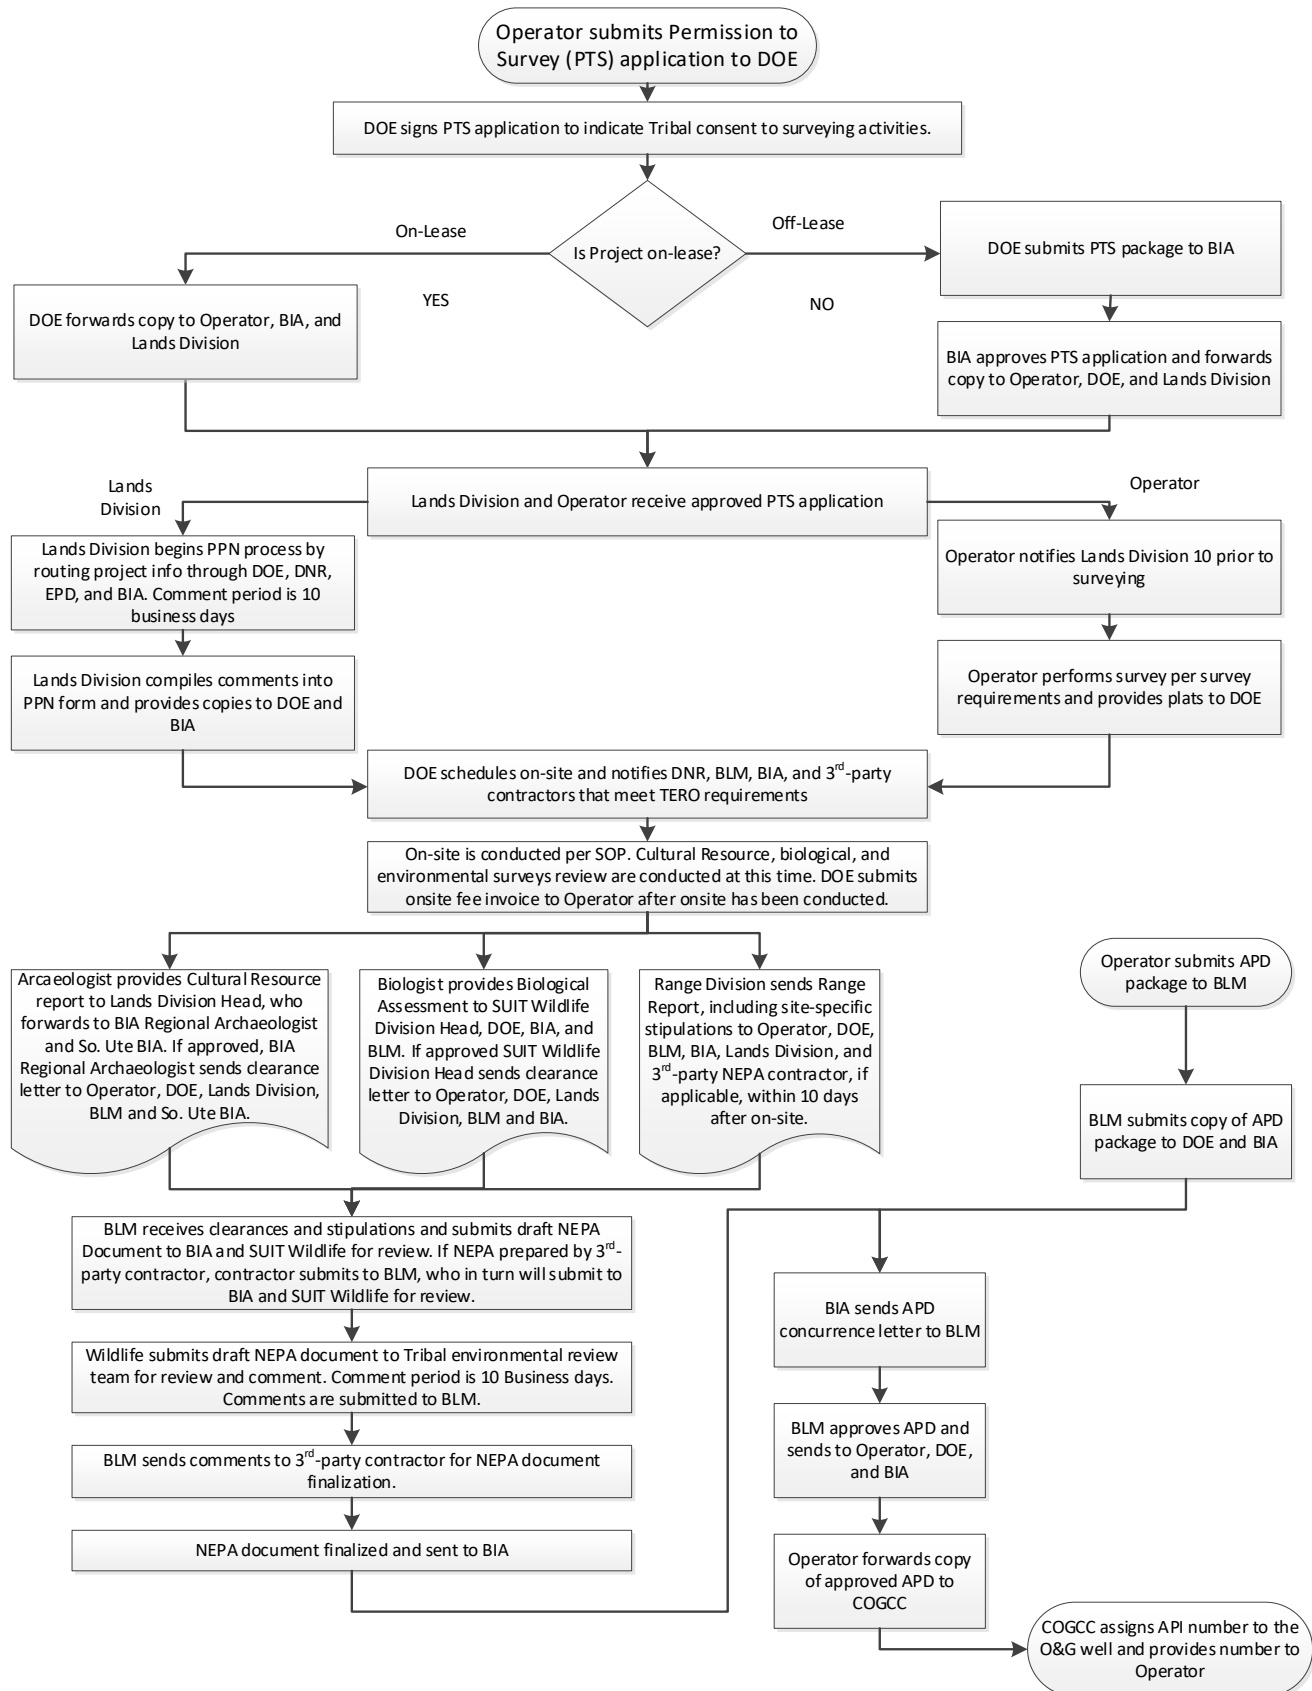 Operator submits Permission to
Survey (PTS) application to DOE
DOE signs PTS application to indicate Tribal consent to surveying activities.
Is Project on-lease?
On-Lease
YES
Off-Lease
NO
DOE forwards copy to Operator, BIA, and
Lands Division
DOE submits PTS package to BIA
BIA approves PTS application and forwards
copy to Operator, DOE, and Lands Division
Lands Division and Operator receive approved PTS application
Lands
Division
Operator
Lands Division begins PPN process by
routing project info through DOE, DNR,
EPD, and BIA. Comment period is 10
business days
Lands Division compiles comments into
PPN form and provides copies to DOE and
BIA
Operator notifies Lands Division 10 prior to
surveying
Operator performs survey per survey
requirements and provides plats to DOE
DOE schedules on-site and notifies DNR, BLM, BIA, and 3rd-party
contractors that meet TERO requirements
On-site is conducted per SOP. Cultural Resource, biological, and
environmental surveys review are conducted at this time. DOE submits
onsite fee invoice to Operator after onsite has been conducted.
Arcaeologist provides Cultural Resource
report to Lands Division Head, who
forwards to BIA Regional Archaeologist
and So. Ute BIA. If approved, BIA
Regional Archaeologist sends clearance
letter to Operator, DOE, Lands Division,
BLM and So. Ute BIA.
Biologist provides Biological
Assessment to SUIT Wildlife
Division Head, DOE, BIA, and
BLM. If approved SUIT Wildlife
Division Head sends clearance
letter to Operator, DOE, Lands
Division, BLM and BIA.
Range Division sends Range
Report, including site-specific
stipulations to Operator, DOE,
BLM, BIA, Lands Division, and
3rd-party NEPA contractor, if
applicable, within 10 days
after on-site.
Operator submits APD
package to BLM
BLM submits copy of APD
package to DOE and BIA
BLM receives clearances and stipulations and submits draft NEPA
Document to BIA and SUIT Wildlife for review. If NEPA prepared by 3rd-
party contractor, contractor submits to BLM, who in turn will submit to
BIA and SUIT Wildlife for review.
Wildlife submits draft NEPA document to Tribal environmental review
team for review and comment. Comment period is 10 Business days.
Comments are submitted to BLM.
BLM sends comments to 3rd-party contractor for NEPA document
finalization.
NEPA document finalized and sent to BIA
BIA sends APD
concurrence letter to BLM
BLM approves APD and
sends to Operator, DOE,
and BIA
Operator forwards copy
of approved APD to
COGCC
COGCC assigns API number to the
O&G well and provides number to
Operator